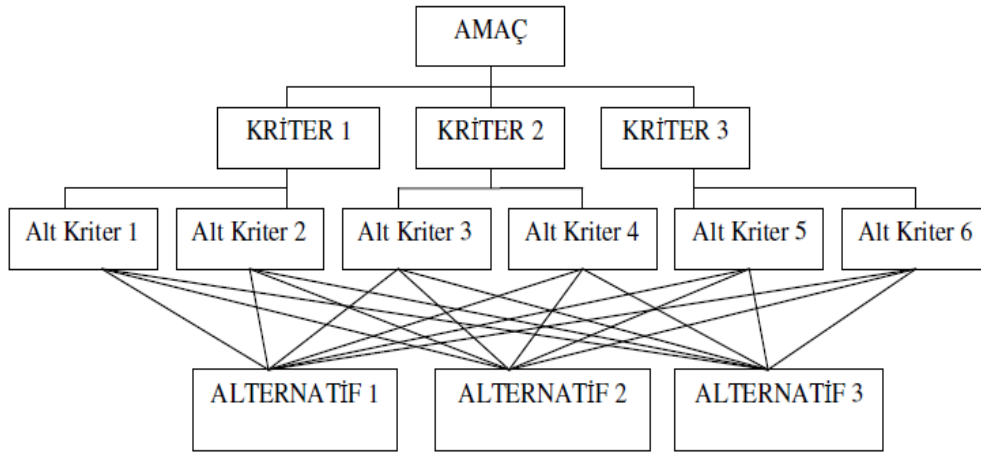 AMAÇ
KRİTER 1
KRİTER 2
KRİTER 3
Alt Kriter 1
Alt Kriter 2
Alt Kriter 3
Alt Kriter 4
Alt Kriter 5
Alt Kriter 6
ALTERNATİF 1
ALTERNATİF 2
ALTERNATİF 3